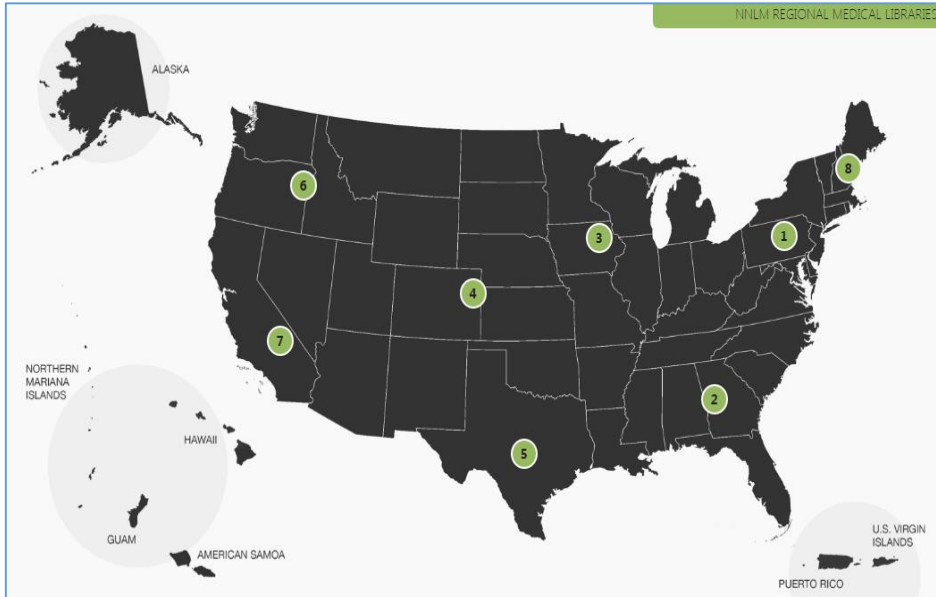 NNLM REGIONAL MEDICAL LIBRARIES
ALASKA
8
6
1
3
4
7
NORTHERN
MARIANA
ISLANDS
2
HAWAII
5
GUAM
AMERICAN SAMOA
U.S. VIRGIN
ISLANDS
PUERTO RICO